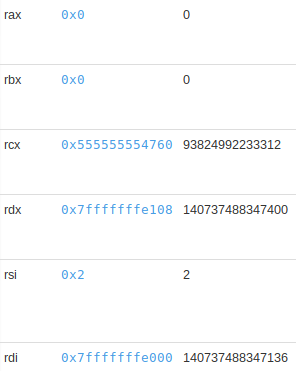 rax 0x0 0
rbx 0x0 0
rcx 0x555555554760 93824992233312
rdx 0x7fffffffe108 140737488347400
rsi 0x2 2
rdi 0x7fffffffe000 140737488347136